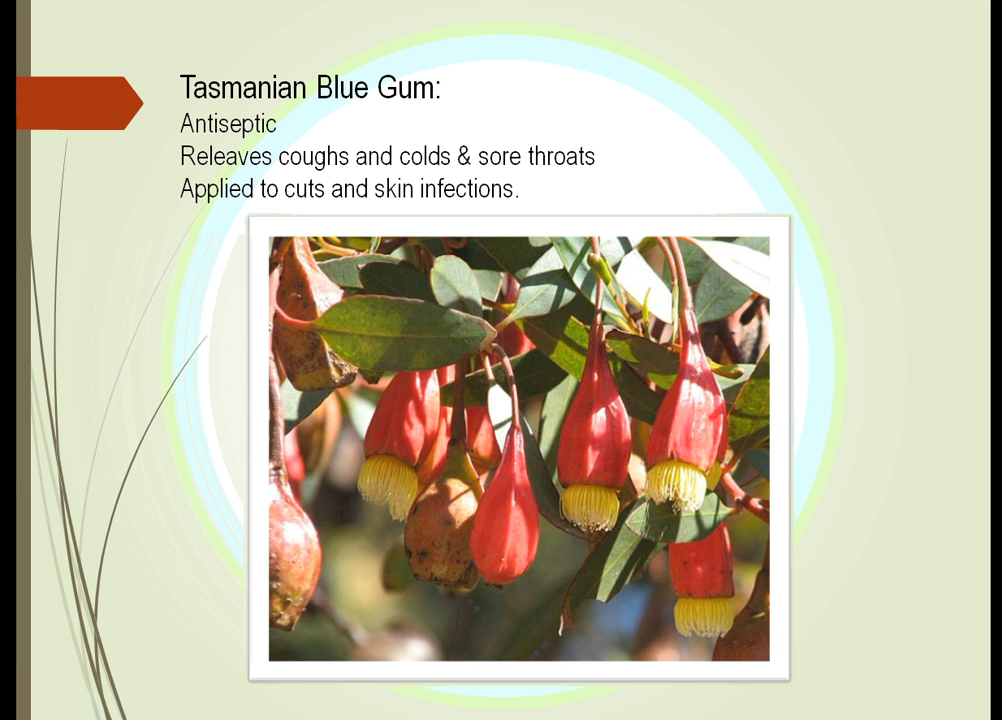 Tasmanian Blue Gum:
Antiseptic
Releaves coughs and colds & sore throats
Applied to cuts and skin infections.